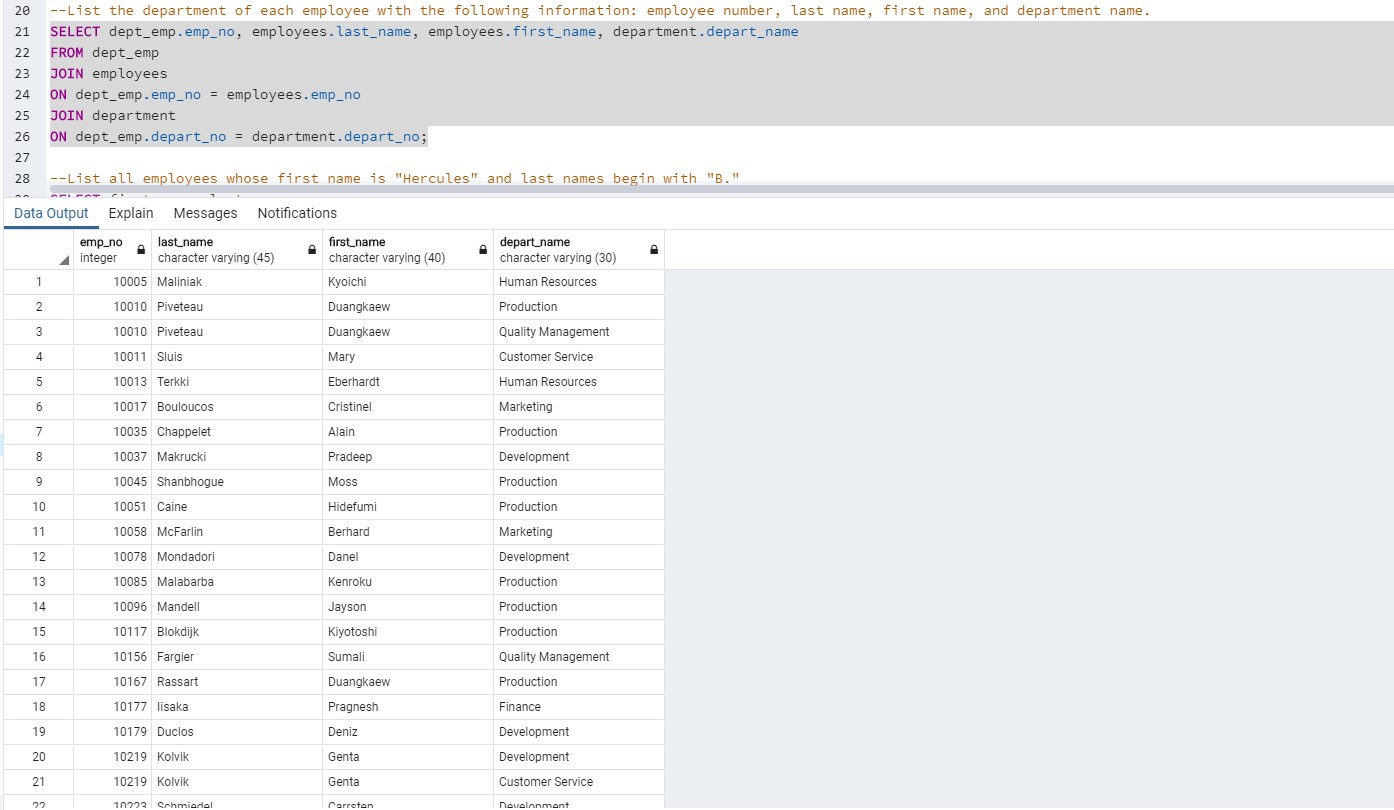 20 --List the department of each employee with the following information: employee number, last name, first name, and department name.
21 SELECT dept_emp.emp_no, employees.last_name, employees.first_name, department.depart_name
22 FROM dept_emp
23 JOIN employees
24 ON dept_emp.emp_no = employees.emp_no
25 JOIN department
26 ON dept_emp.depart_no = department.depart_no;
27
28 --List all employees whose first name is "Hercules" and last names begin with "B."
Data Output Explain Messages Notifications
emp_no last_name first_name depart_name
integer character varying (45) character varying (40) character varying (30)
1 10005 Maliniak Kyoichi Human Resources
2 10010 Piveteau Duangkaew Production
3 10010 Piveteau Duangkaew Quality Management
4 10011 Sluis Mary Customer Service
5 10013 Terkki Eberhardt Human Resources
6 10017 Bouloucos Cristinel Marketing
7 10035 Chappelet Alain Production
8 10037 Makrucki Pradeep Development
9 10045 Shanbhogue Moss Production
10 10051 Caine Hidefumi Production
11 10058 McFarlin Berhard Marketing
12 10078 Mondadori Danel Development
13 10085 Malabarba Kenroku Production
14 10096 Mandell Jayson Production
15 10117 Blokdijk Kiyotoshi Production
16 10156 Fargier Sumali Quality Management
17 10167 Rassart Duangkaew Production
18 10177 Iisaka Pragnesh Finance
19 10179 Duclos Deniz Development
20 10219 Kolvik Genta Development
21 10219 Kolvik Genta Customer Service
22 10223 Schmiedel Carrsten Development